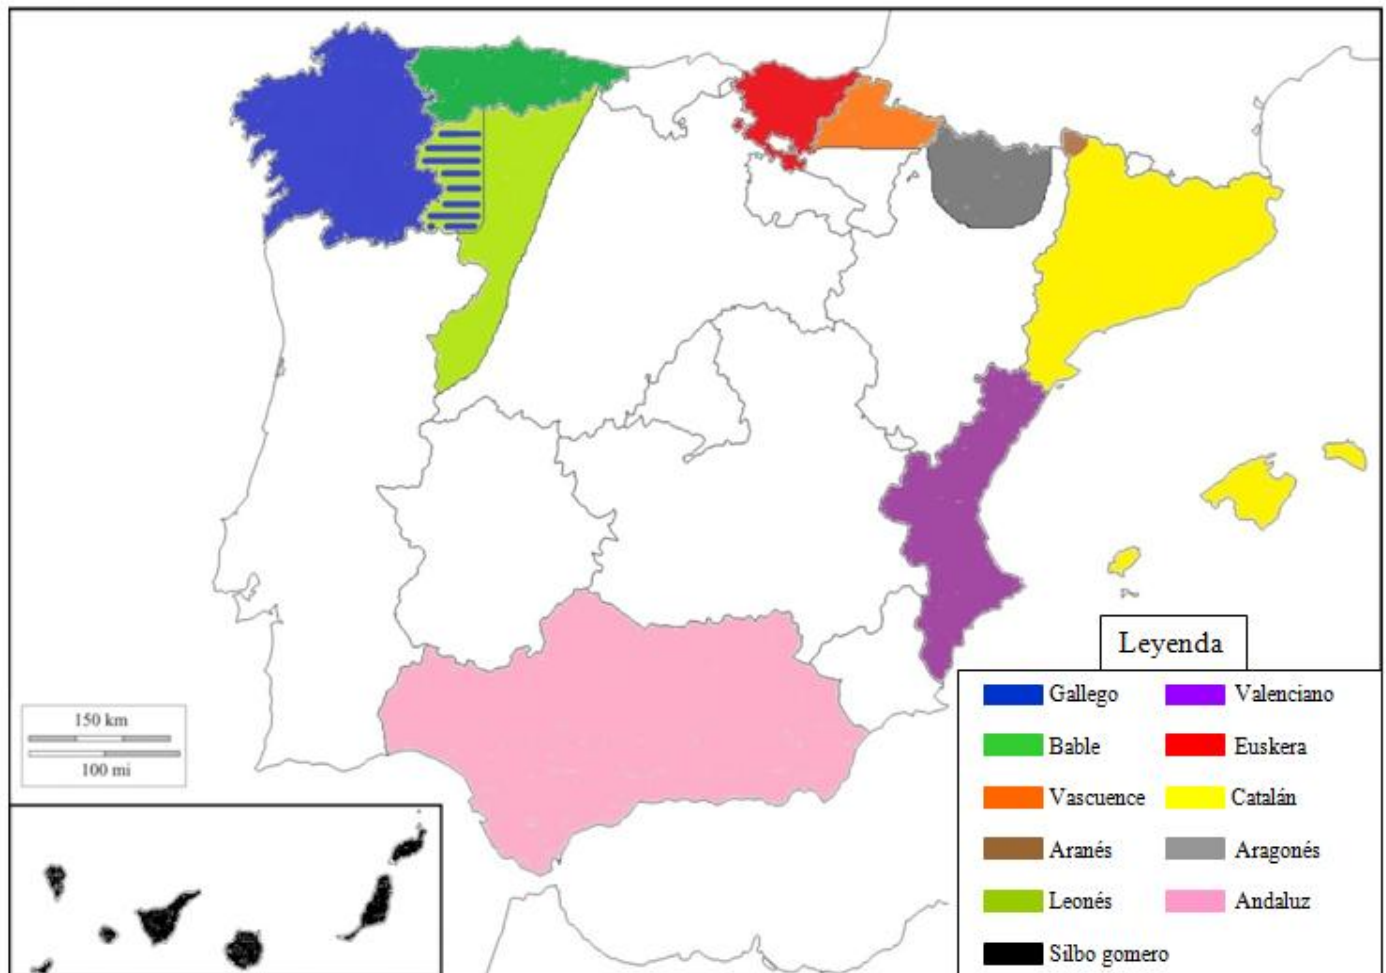 Leyenda
Gallego
Valenciano
Bable
Euskera
Vascuence
Catalán
Aranés
Aragonés
Leonés
Andaluz
Silbo gomero
150 km
100 mi